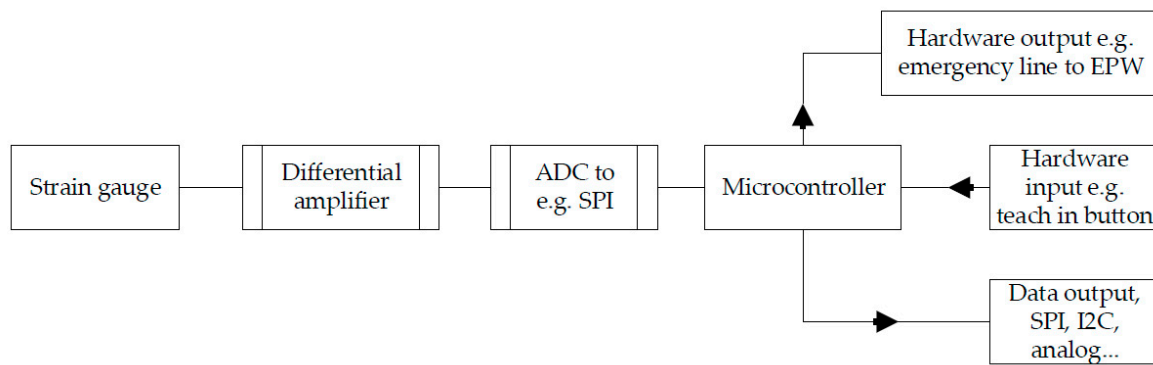 Hardware output e.g.
emergency line to EPW
Strain gauge
Differential
amplifier
ADC to
e.g. SPI
Microcontroller
Hardware
input e.g.
teach in button
Data output,
SPI, I2C,
analog...